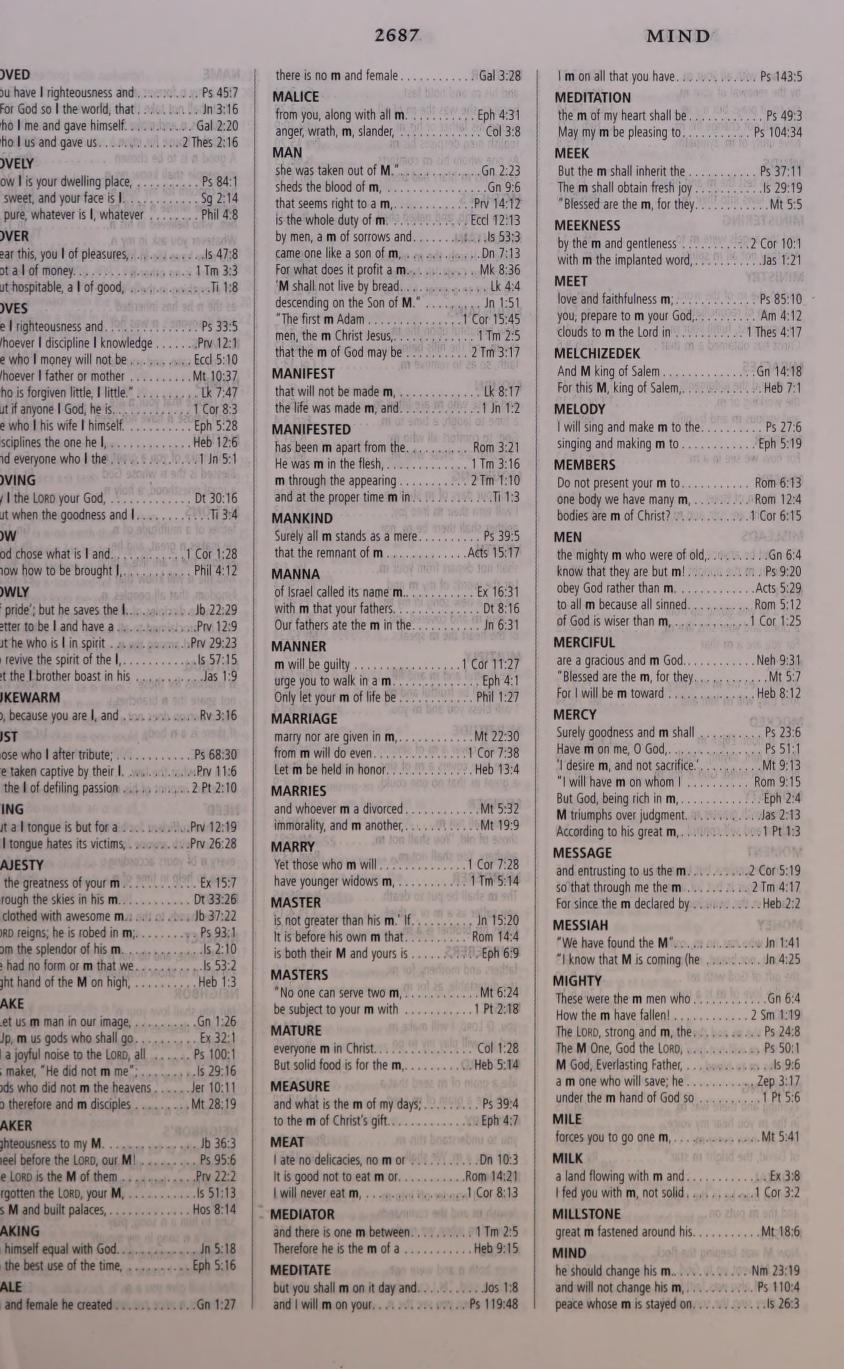 2687
MIND
OVED
ou have l righteousness and .......... Ps 45:7
For God so l the world, that .......... Jn 3:16
ho l me and gave himself. .......... Gal 2:20
ho l us and gave us .......... 2 Thes 2:16
OVELY
ow l is your dwelling place, .......... Ps 84:1
sweet, and your face is l. .......... Sg 2:14
pure, whatever is l, whatever ........ Phil 4:8
OVER
ear this, you l of pleasures, .......... Is 47:8
ot a l of money. .......... 1 Tm 3:3
ut hospitable, a l of good, .......... Ti 1:8
OVES
e l righteousness and .......... Ps 33:5
/hoever l discipline l knowledge ....... Prv 12:1
e who l money will not be .......... Eccl 5:10
/hoever l father or mother .......... Mt 10:37
ho is forgiven little, l little." .......... Lk 7:47
ut if anyone l God, he is .......... 1 Cor 8:3
e who l his wife l himself. .......... Eph 5:28
sciplines the one he l, .......... Heb 12:6
nd everyone who l the .......... 1 Jn 5:1
OVING
y l the LORD your God, .......... Dt 30:16
ut when the goodness and l .......... Ti 3:4
OW
od chose what is l and .......... 1 Cor 1:28
now how to be brought l, .......... Phil 4:12
OWLY
f pride'; but he saves the l. .......... Jb 22:29
etter to be l and have a .......... Prv 12:9
ut he who is l in spirit .......... Prv 29:23
revive the spirit of the l, .......... Is 57:15
et the l brother boast in his .......... Jas 1:9
UKEWARM
o, because you are l, and .......... Rv 3:16
UST
ose who l after tribute; .......... Ps 68:30
e taken captive by their l. .......... Prv 11:6
the l of defiling passion .......... 2 Pt 2:10
ING
ut a l tongue is but for a .......... Prv 12:19
l tongue hates its victims, .......... Prv 26:28
AJESTY
the greatness of your m .......... Ex 15:7
rough the skies in his m .......... Dt 33:26
clothed with awesome m. .......... Jb 37:22
ORD reigns; he is robed in m; .......... Ps 93:1
om the splendor of his m .......... Is 2:10
e had no form or m that we .......... Is 53:2
ght hand of the M on high, .......... Heb 1:3
AKE
Let us m man in our image, .......... Gn 1:26
Up, m us gods who shall go .......... Ex 32:1
a joyful noise to the LORD, all ...... Ps 100:1
s maker, "He did not m me"; .......... Is 29:16
ods who did not m the heavens ...... Jer 10:11
o therefore and m disciples .......... Mt 28:19
AKER
ghteousness to my M. .......... Jb 36:3
neel before the LORD, our M! .......... Ps 95:6
e LORD is the M of them .......... Prv 22:2
rgotten the LORD, your M, .......... Is 51:13
s M and built palaces, .......... Hos 8:14
AKING
himself equal with God. .......... Jn 5:18
the best use of the time, .......... Eph 5:16
ALE
and female he created .......... Gn 1:27
there is no m and female .......... Gal 3:28
MALICE
from you, along with all m. .......... Eph 4:31
anger, wrath, m, slander, .......... Col 3:8
MAN
she was taken out of M." .......... Gn 2:23
sheds the blood of m, .......... Gn 9:6
that seems right to a m, .......... Prv 14:12
is the whole duty of m. .......... Eccl 12:13
by men, a m of sorrows and .......... Is 53:3
came one like a son of m, .......... Dn 7:13
For what does it profit a m .......... Mk 8:36
'M shall not live by bread .......... Lk 4:4
descending on the Son of M." .......... Jn 1:51
"The first m Adam .......... 1 Cor 15:45
men, the m Christ Jesus, .......... 1 Tm 2:5
that the m of God may be .......... 2 Tm 3:17
MANIFEST
that will not be made m, .......... Lk 8:17
the life was made m, and .......... 1 Jn 1:2
MANIFESTED
has been m apart from the .......... Rom 3:21
He was m in the flesh, .......... 1 Tm 3:16
m through the appearing .......... 2 Tm 1:10
and at the proper time m in .......... Ti 1:3
MANKIND
Surely all m stands as a mere .......... Ps 39:5
that the remnant of m .......... Acts 15:17
MANNA
of Israel called its name m. .......... Ex 16:31
with m that your fathers .......... Dt 8:16
Our fathers ate the m in the .......... Jn 6:31
MANNER
m will be guilty .......... 1 Cor 11:27
urge you to walk in a m .......... Eph 4:1
Only let your m of life be .......... Phil 1:27
MARRIAGE
marry nor are given in m, .......... Mt 22:30
from m will do even .......... 1 Cor 7:38
Let m be held in honor .......... Heb 13:4
MARRIES
and whoever m a divorced .......... Mt 5:32
immorality, and m another, .......... Mt 19:9
MARRY
Yet those who m will .......... 1 Cor 7:28
have younger widows m, .......... 1 Tm 5:14
MASTER
is not greater than his m.' If .......... Jn 15:20
It is before his own m that .......... Rom 14:4
is both their M and yours is .......... Eph 6:9
MASTERS
"No one can serve two m, .......... Mt 6:24
be subject to your m with .......... 1 Pt 2:18
MATURE
everyone m in Christ. .......... Col 1:28
But solid food is for the m, .......... Heb 5:14
MEASURE
and what is the m of my days; .......... Ps 39:4
to the m of Christ's gift. .......... Eph 4:7
MEAT
I ate no delicacies, no m or .......... Dn 10:3
It is good not to eat m or .......... Rom 14:21
I will never eat m, .......... 1 Cor 8:13
MEDIATOR
and there is one m between .......... 1 Tm 2:5
Therefore he is the m of a .......... Heb 9:15
MEDITATE
but you shall m on it day and .......... Jos 1:8
and I will m on your .......... Ps 119:48
I m on all that you have .......... Ps 143:5
MEDITATION
the m of my heart shall be .......... Ps 49:3
May my m be pleasing to .......... Ps 104:34
MEEK
But the m shall inherit the .......... Ps 37:11
The m shall obtain fresh joy .......... Is 29:19
"Blessed are the m, for they .......... Mt 5:5
MEEKNESS
by the m and gentleness .......... 2 Cor 10:1
with m the implanted word, .......... Jas 1:21
MEET
love and faithfulness m; .......... Ps 85:10
you, prepare to m your God, .......... Am 4:12
clouds to m the Lord in .......... 1 Thes 4:17
MELCHIZEDEK
And M king of Salem .......... Gn 14:18
For this M, king of Salem, .......... Heb 7:1
MELODY
I will sing and make m to the .......... Ps 27:6
singing and making m to .......... Eph 5:19
MEMBERS
Do not present your m to .......... Rom 6:13
one body we have many m, .......... Rom 12:4
bodies are m of Christ? .......... 1 Cor 6:15
MEN
the mighty m who were of old, .......... Gn 6:4
know that they are but m! .......... Ps 9:20
obey God rather than m. .......... Acts 5:29
to all m because all sinned .......... Rom 5:12
of God is wiser than m, .......... 1 Cor 1:25
MERCIFUL
are a gracious and m God .......... Neh 9:31
"Blessed are the m, for they .......... Mt 5:7
For I will be m toward .......... Heb 8:12
MERCY
Surely goodness and m shall .......... Ps 23:6
Have m on me, O God, .......... Ps 51:1
'I desire m, and not sacrifice.' .......... Mt 9:13
"I will have m on whom I .......... Rom 9:15
But God, being rich in m, .......... Eph 2:4
M triumphs over judgment. .......... Jas 2:13
According to his great m, .......... 1 Pt 1:3
MESSAGE
and entrusting to us the m .......... 2 Cor 5:19
so that through me the m .......... 2 Tm 4:17
For since the m declared by .......... Heb 2:2
MESSIAH
"We have found the M" .......... Jn 1:41
"I know that M is coming (he .......... Jn 4:25
MIGHTY
These were the m men who .......... Gn 6:4
How the m have fallen! .......... 2 Sm 1:19
The LORD, strong and m, the .......... Ps 24:8
The M One, God the LORD, .......... Ps 50:1
M God, Everlasting Father, .......... Is 9:6
a m one who will save; he .......... Zep 3:17
under the m hand of God so .......... 1 Pt 5:6
MILE
forces you to go one m, .......... Mt 5:41
MILK
a land flowing with m and .......... Ex 3:8
I fed you with m, not solid .......... 1 Cor 3:2
MILLSTONE
great m fastened around his .......... Mt 18:6
MIND
he should change his m. .......... Nm 23:19
and will not change his m, .......... Ps 110:4
peace whose m is stayed on .......... Is 26:3